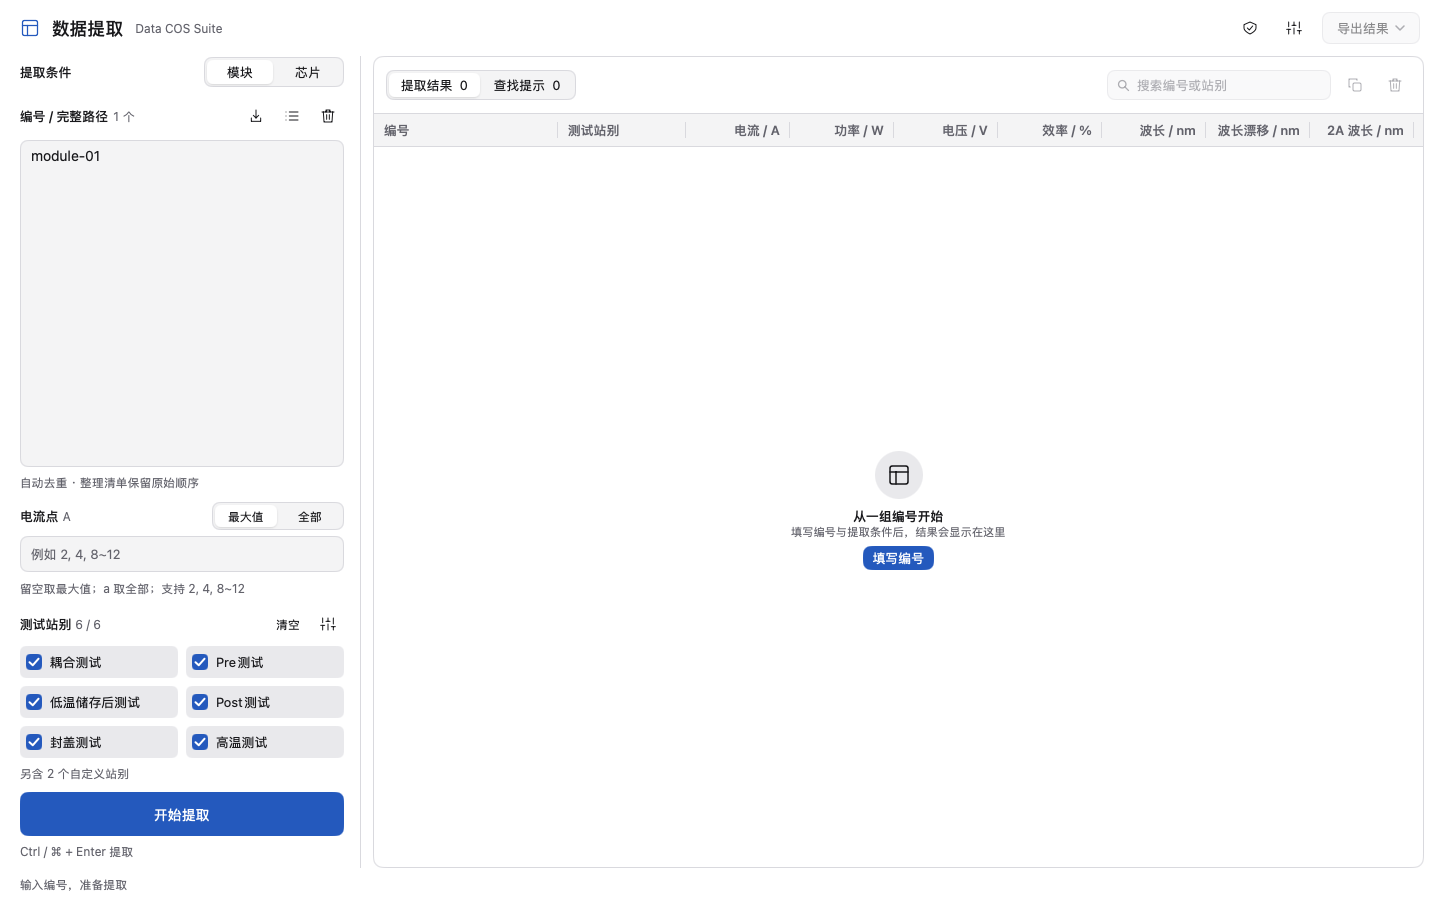 数据提取 Data COS Suite
导出结果
提取条件
模块 芯片
编号 / 完整路径 1 个
module-01
自动去重 · 整理清单保留原始顺序
电流点 A
最大值 全部
例如 2, 4, 8~12
留空取最大值；a 取全部；支持 2, 4, 8~12
测试站别 6 / 6
清空
耦合测试
Pre测试
低温储存后测试
Post测试
封盖测试
高温测试
另含 2 个自定义站别
开始提取
Ctrl / ⌘ + Enter 提取
输入编号，准备提取
提取结果 0 查找提示 0
搜索编号或站别
编号 测试站别 电流 / A 功率 / W 电压 / V 效率 / % 波长 / nm 波长漂移 / nm 2A 波长 / nm
从一组编号开始
填写编号与提取条件后，结果会显示在这里
填写编号